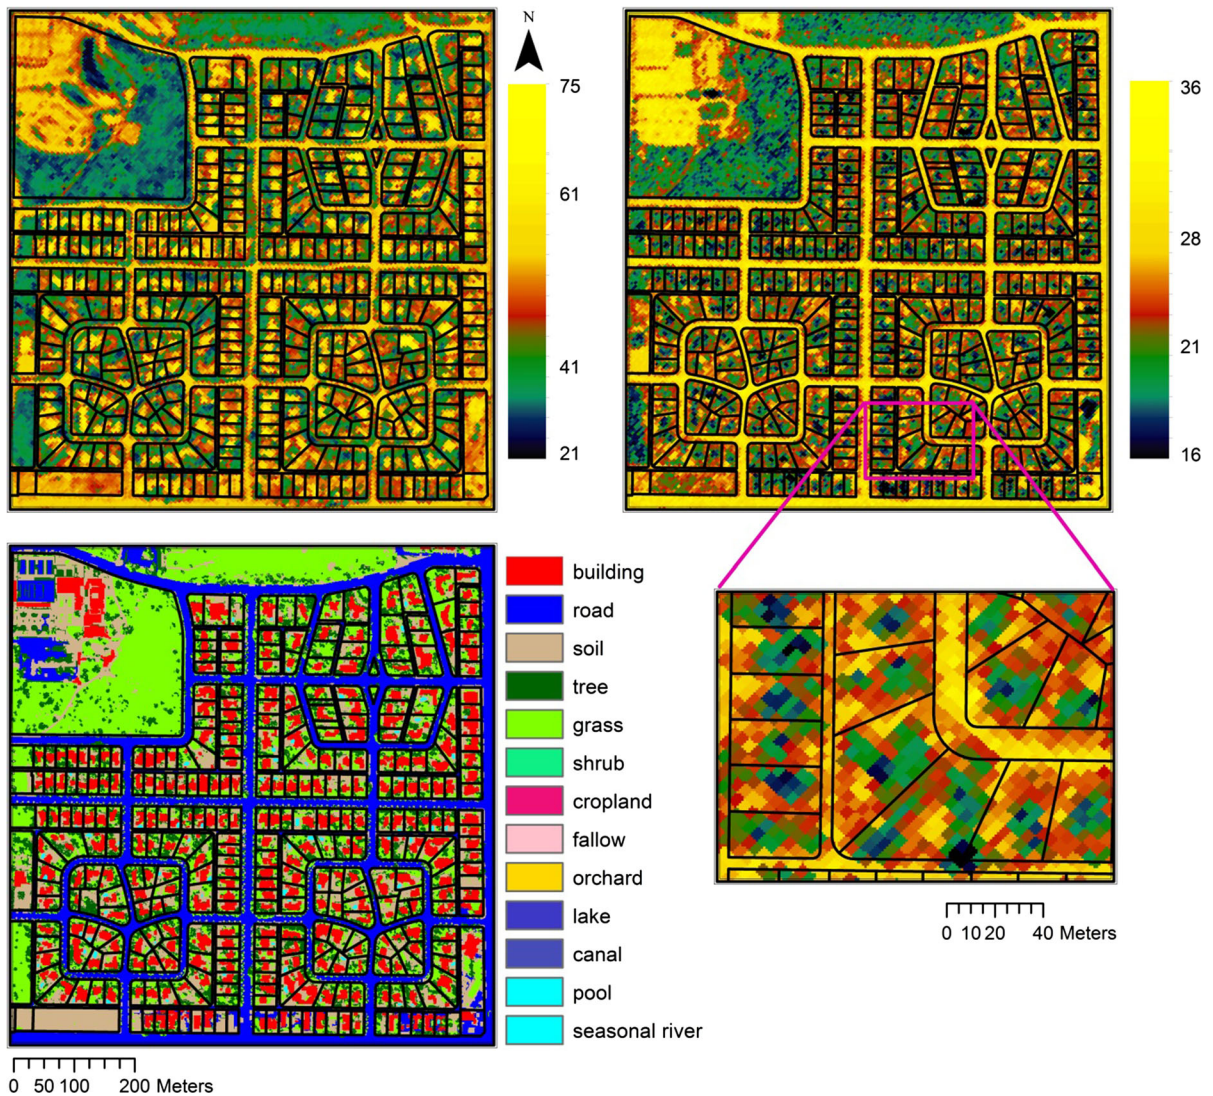 N
75
61
41
21
36
28
21
16
building
road
soil
tree
grass
shrub
cropland
fallow
orchard
lake
canal
pool
seasonal river
0 10 20 40 Meters
0 50 100 200 Meters